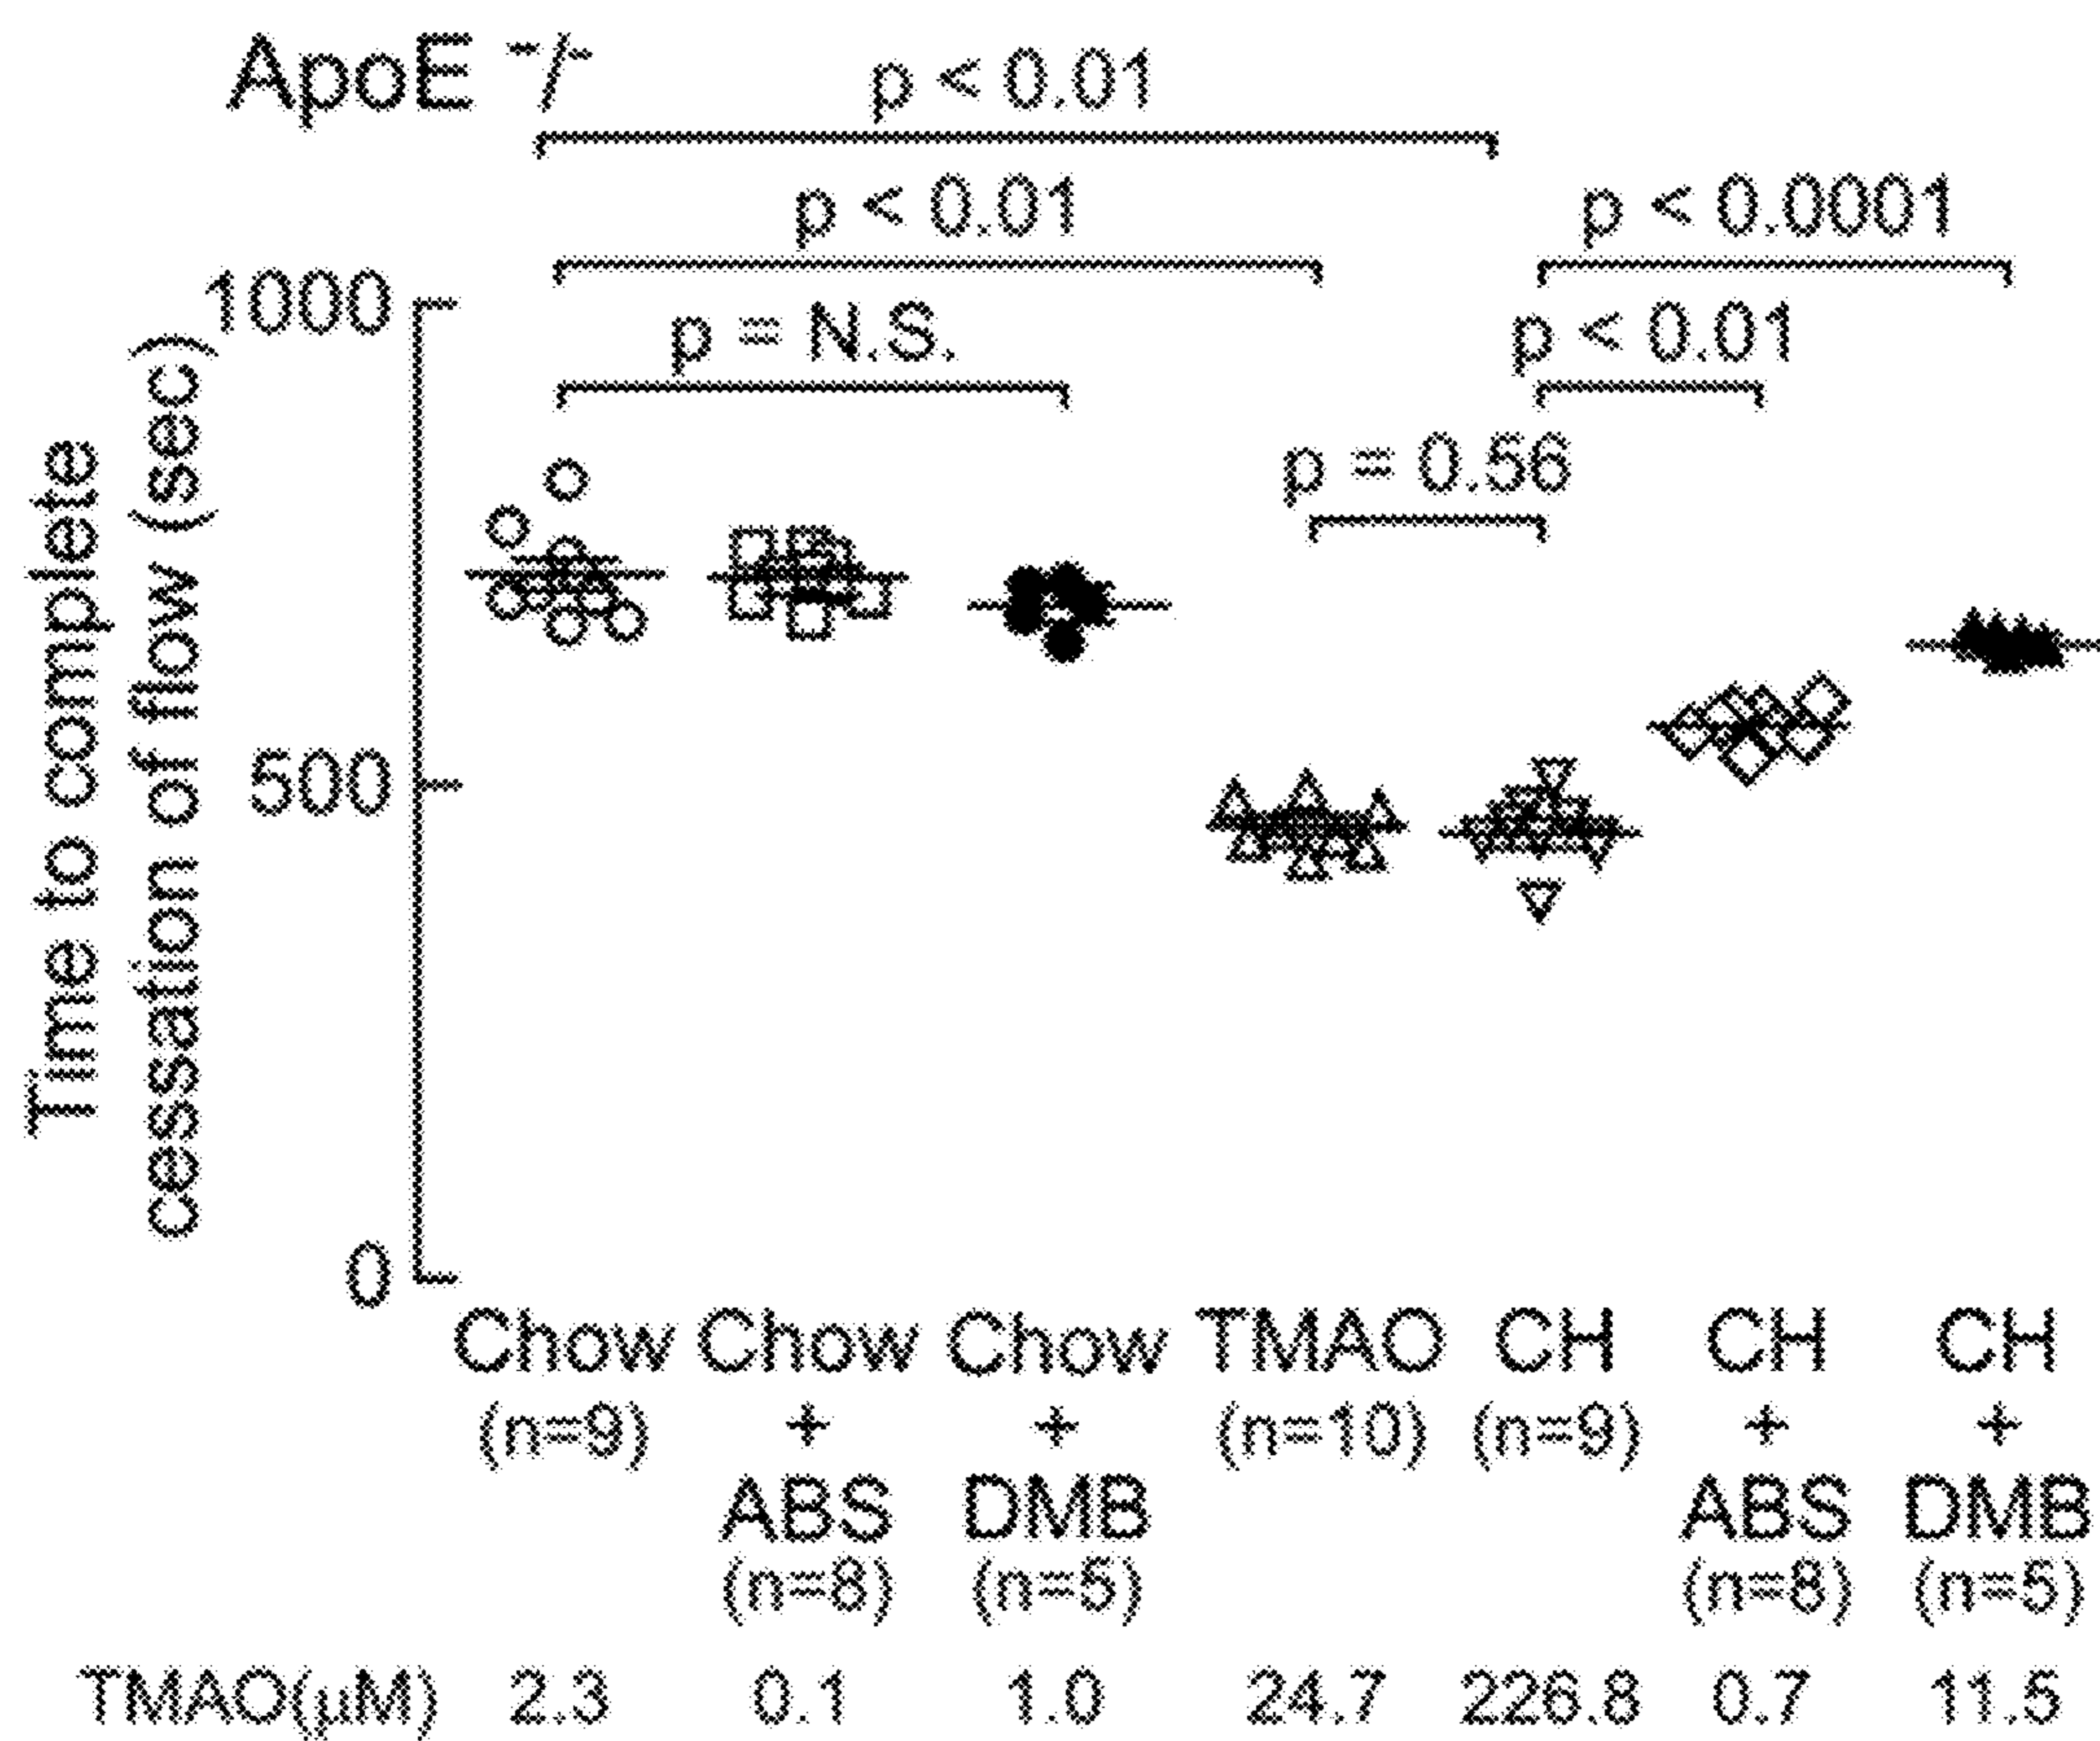 ApoE ⁻/⁻
p < 0.01
p < 0.01
p < 0.0001
p = N.S.
p < 0.01
p = 0.56
Time to complete
cessation of flow (sec)
1000
500
0
Chow Chow Chow TMAO CH CH CH
(n=9) + + (n=10) (n=9) + +
ABS DMB ABS DMB
(n=8) (n=5) (n=8) (n=5)
TMAO(µM) 2.3 0.1 1.0 24.7 226.8 0.7 11.5